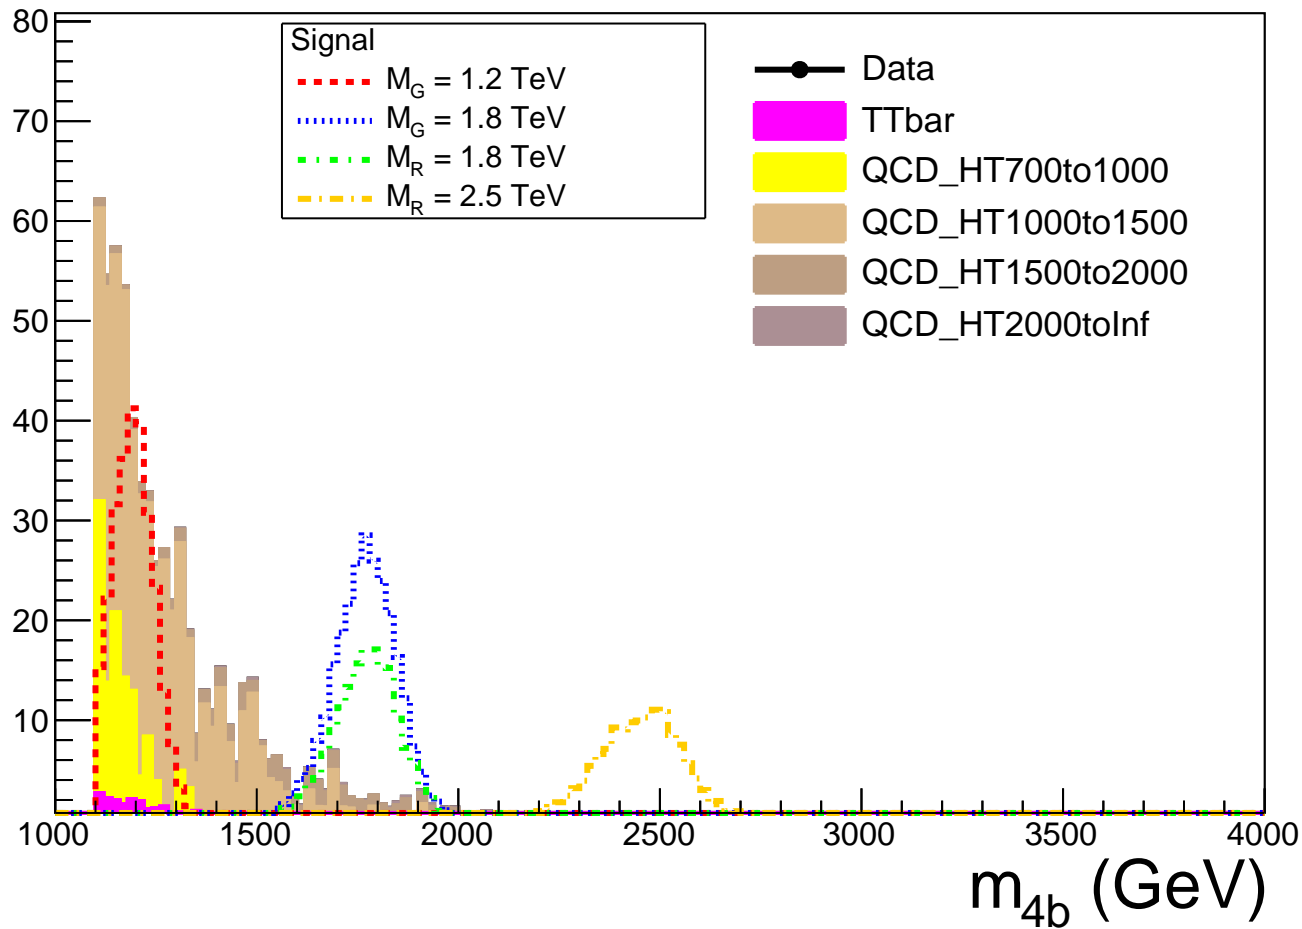 80
70
60
50
40
30
20
10
Signal
M_G = 1.2 TeV
M_G = 1.8 TeV
M_R = 1.8 TeV
M_R = 2.5 TeV
Data
TTbar
QCD_HT700to1000
QCD_HT1000to1500
QCD_HT1500to2000
QCD_HT2000toInf
1000 1500 2000 2500 3000 3500 4000
m_4b (GeV)